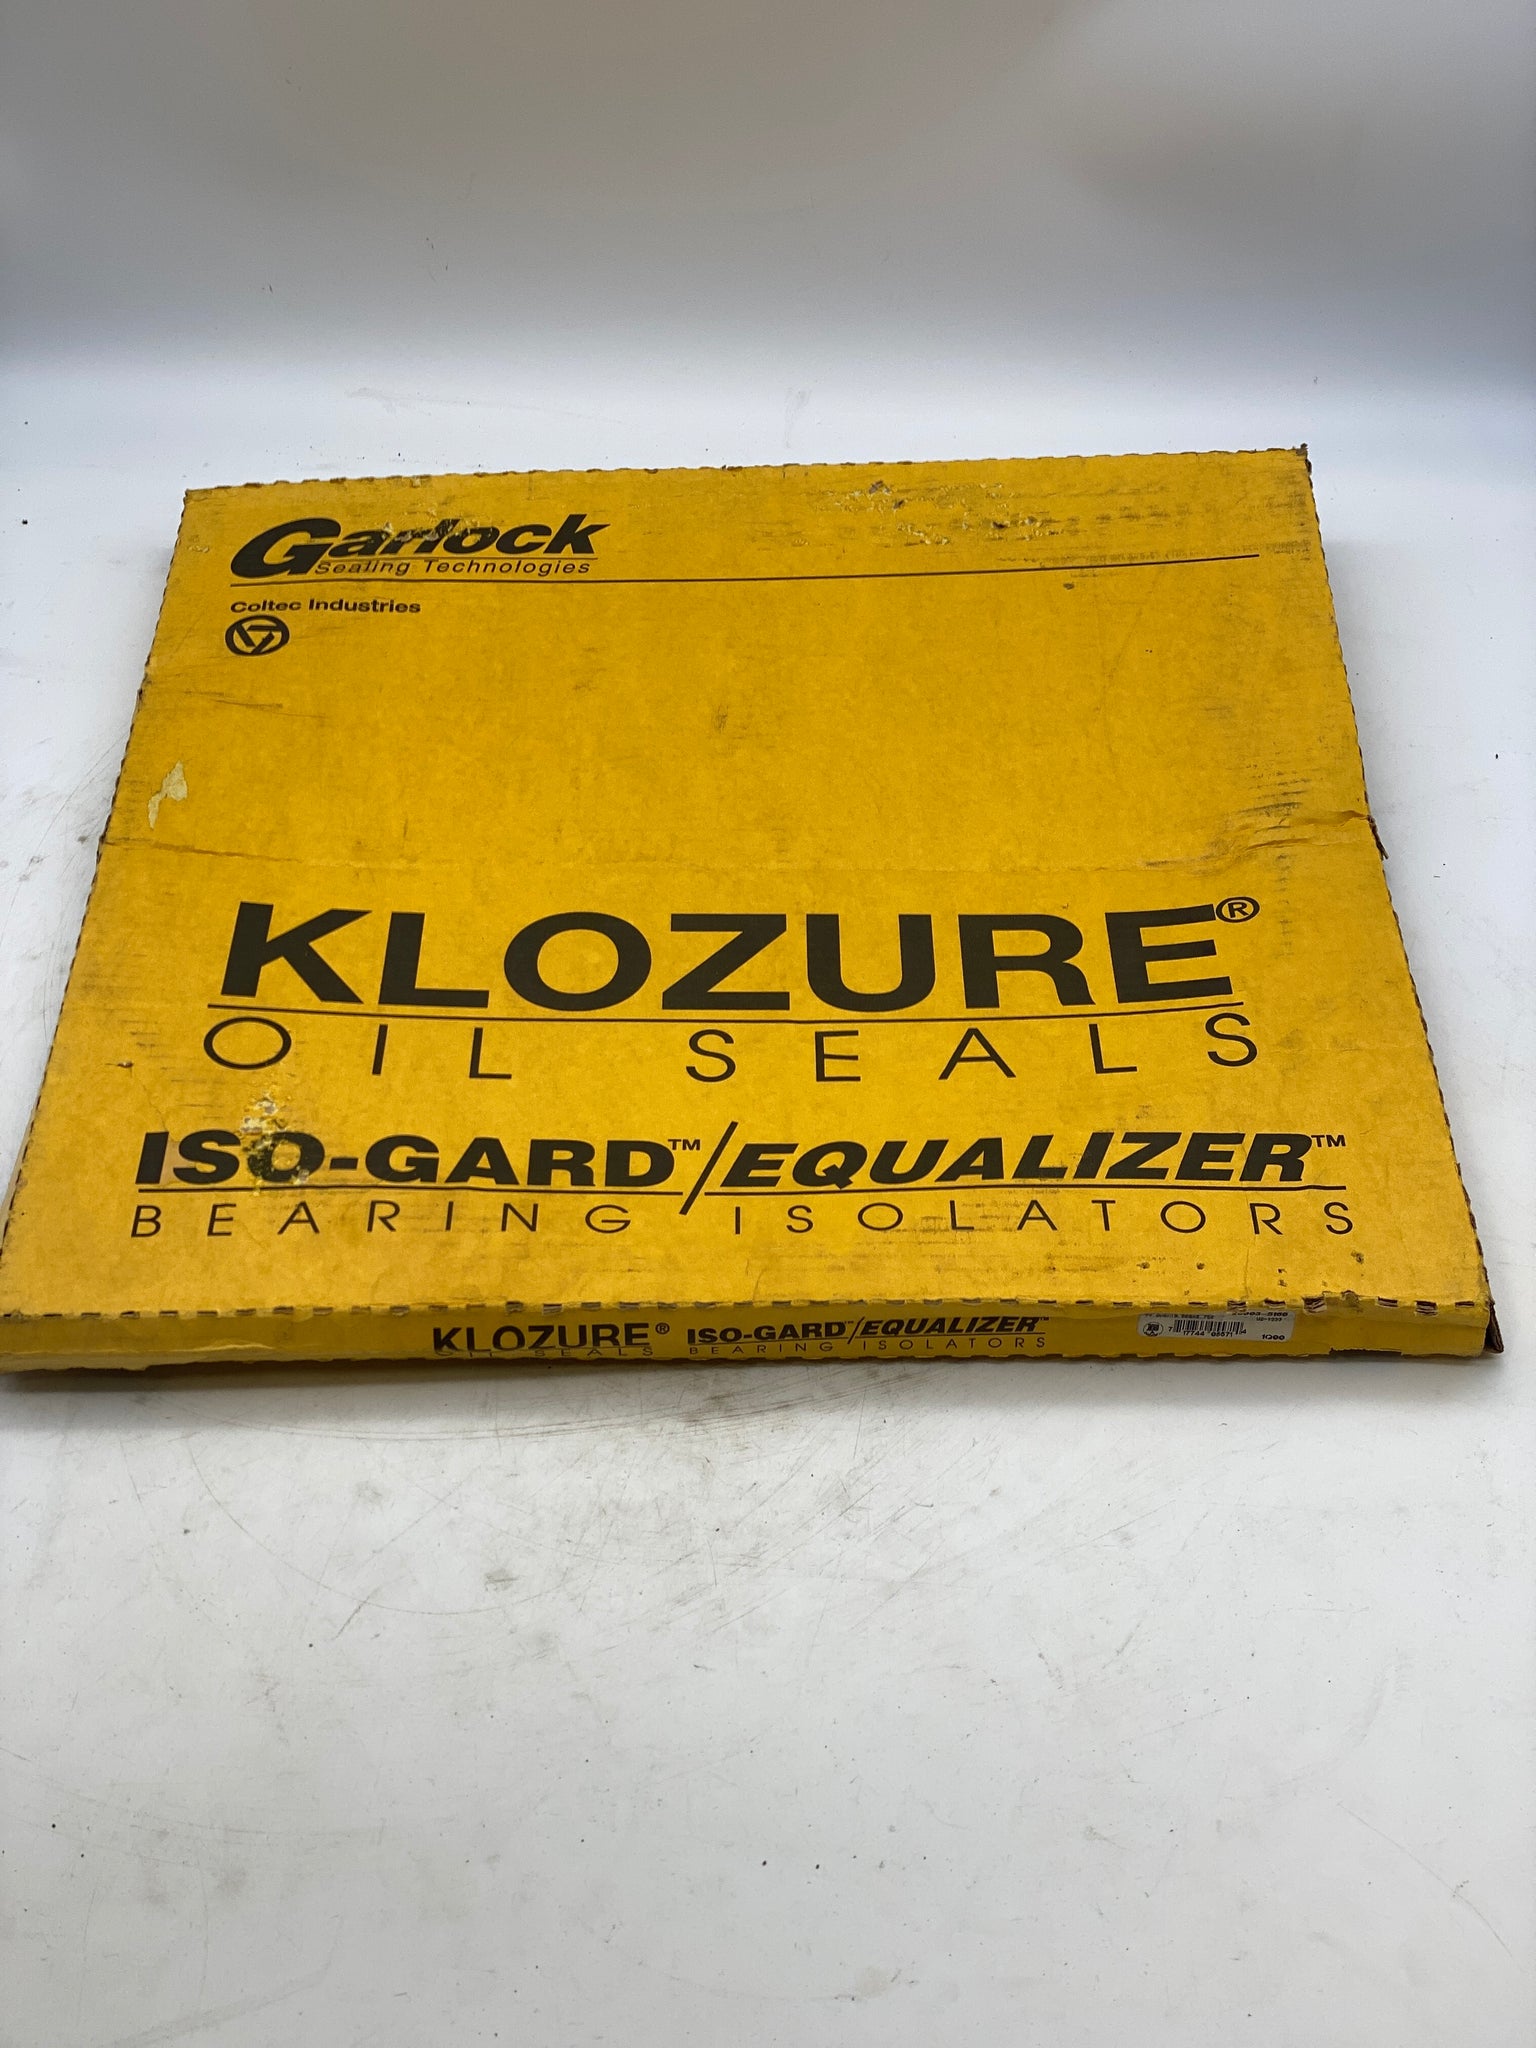 Garlock
Sealing Technologies
Coltec Industries
KLOZURE®
OIL SEALS
ISO-GARD™/EQUALIZER™
BEARING ISOLATORS
KLOZURE® ISO-GARD™/EQUALIZER™
OIL SEALS BEARING ISOLATORS